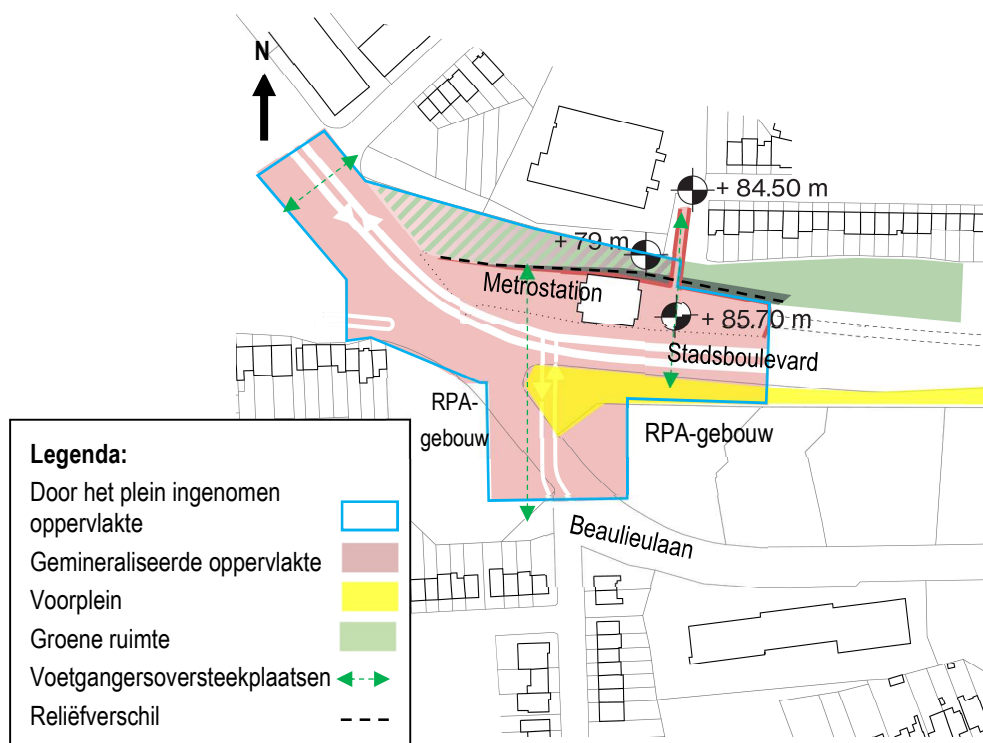 N
+ 84.50 m
+ 79 m
Metrostation
+ 85.70 m
Stadsboulevard
RPA-
gebouw
RPA-gebouw
Beaulieulaan
Legenda:
Door het plein ingenomen
oppervlakte
Gemineraliseerde oppervlakte
Voorplein
Groene ruimte
Voetgangersoversteekplaatsen
Reliëfverschil